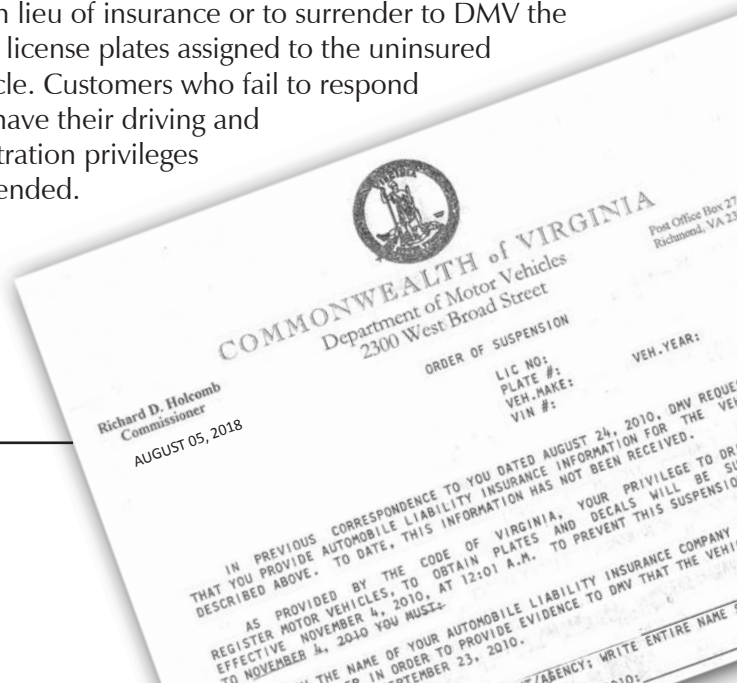 n lieu of insurance or to surrender to DMV the
license plates assigned to the uninsured
cle. Customers who fail to respond
have their driving and
tration privileges
ended.
COMMONWEALTH of VIRGINIA
Department of Motor Vehicles
2300 West Broad Street
Post Office Box 27
Richmond, VA 23
Richard D. Holcomb
Commissioner
AUGUST 05, 2018
ORDER OF SUSPENSION
LIC NO:
PLATE #:
VEH.MAKE:
VIN #:
VEH.YEAR:
IN PREVIOUS CORRESPONDENCE TO YOU DATED AUGUST 24, 2010, DMV REQUE
THAT YOU PROVIDE AUTOMOBILE LIABILITY INSURANCE INFORMATION FOR THE VEH
DESCRIBED ABOVE. TO DATE, THIS INFORMATION HAS NOT BEEN RECEIVED.
AS PROVIDED BY THE CODE OF VIRGINIA, YOUR PRIVILEGE TO DR
REGISTER MOTOR VEHICLES, TO OBTAIN PLATES AND DECALS WILL BE SU
EFFECTIVE NOVEMBER 4, 2010, AT 12:01 A.M. TO PREVENT THIS SUSPENSIO
TO NOVEMBER 4, 2010 YOU MUST:
THE NAME OF YOUR AUTOMOBILE LIABILITY INSURANCE COMPANY
IN ORDER TO PROVIDE EVIDENCE TO DMV THAT THE VEHI
PTEMBER 23, 2010.
T/AGENCY; WRITE ENTIRE NAME
010: